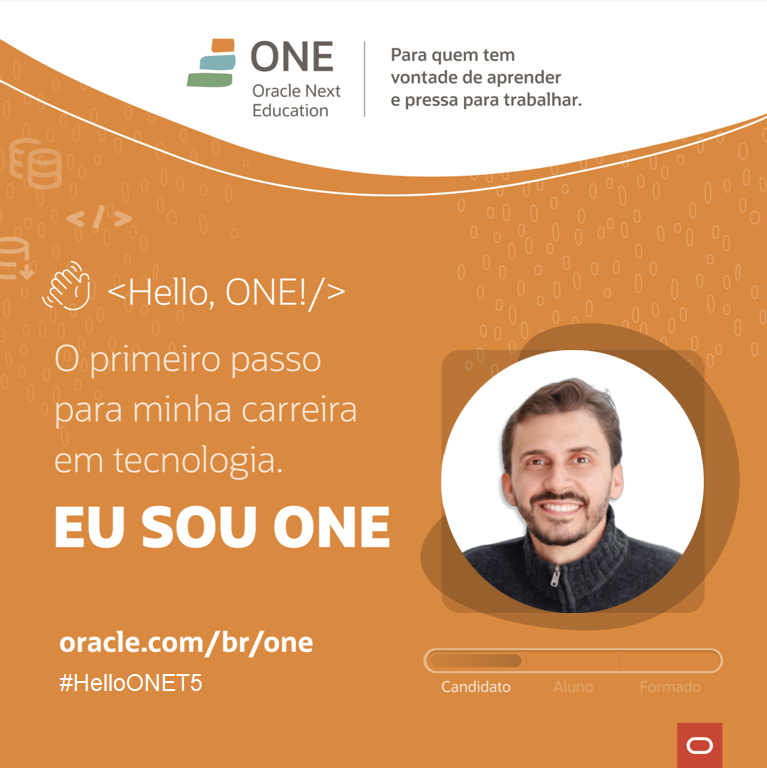 ONE
Oracle Next
Education
Para quem tem
vontade de aprender
e pressa para trabalhar.
</>
<Hello, ONE!/>
O primeiro passo
para minha carreira
em tecnologia.
EU SOU ONE
oracle.com/br/one
#HelloONET5
Candidato Aluno Formado